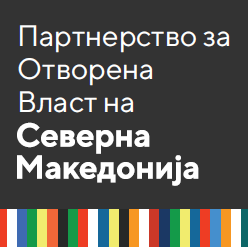 Партнерство за
Отворена
Власт на
Северна
Македонија